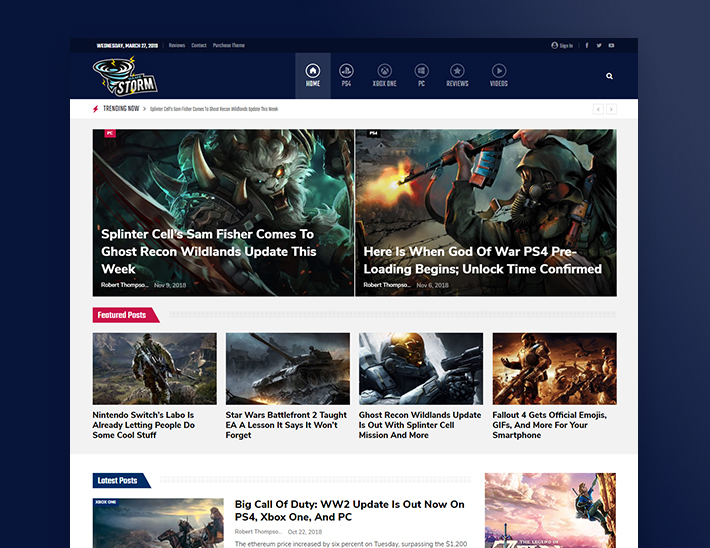 WEDNESDAY, MARCH 27, 2019 Reviews Contact Purchase Theme Sign In
STORM
HOME PS4 XBOX ONE PC REVIEWS VIDEOS
TRENDING NOW Splinter Cell's Sam Fisher Comes To Ghost Recon Wildlands Update This Week
PC
Splinter Cell's Sam Fisher Comes To
Ghost Recon Wildlands Update This
Week
Robert Thompso... Nov 9, 2018
PS4
Here Is When God Of War PS4 Pre-
Loading Begins; Unlock Time Confirmed
Robert Thompso... Nov 6, 2018
Featured Posts
Nintendo Switch's Labo Is
Already Letting People Do
Some Cool Stuff
Star Wars Battlefront 2 Taught
EA A Lesson It Says It Won't
Forget
Ghost Recon Wildlands Update
Is Out With Splinter Cell
Mission And More
Fallout 4 Gets Official Emojis,
GIFs, And More For Your
Smartphone
Latest Posts
XBOX ONE
Big Call Of Duty: WW2 Update Is Out Now On
PS4, Xbox One, And PC
Robert Thompso... Oct 22, 2018
The ethereum price increased by six percent on Tuesday, surpassing the $1,200
THE LEGEND OF